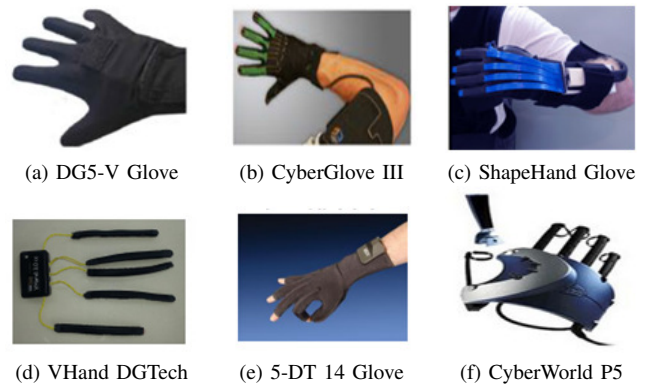 (a) DG5-V Glove
(b) CyberGlove III
(c) ShapeHand Glove
(d) VHand DGTech
(e) 5-DT 14 Glove
(f) CyberWorld P5